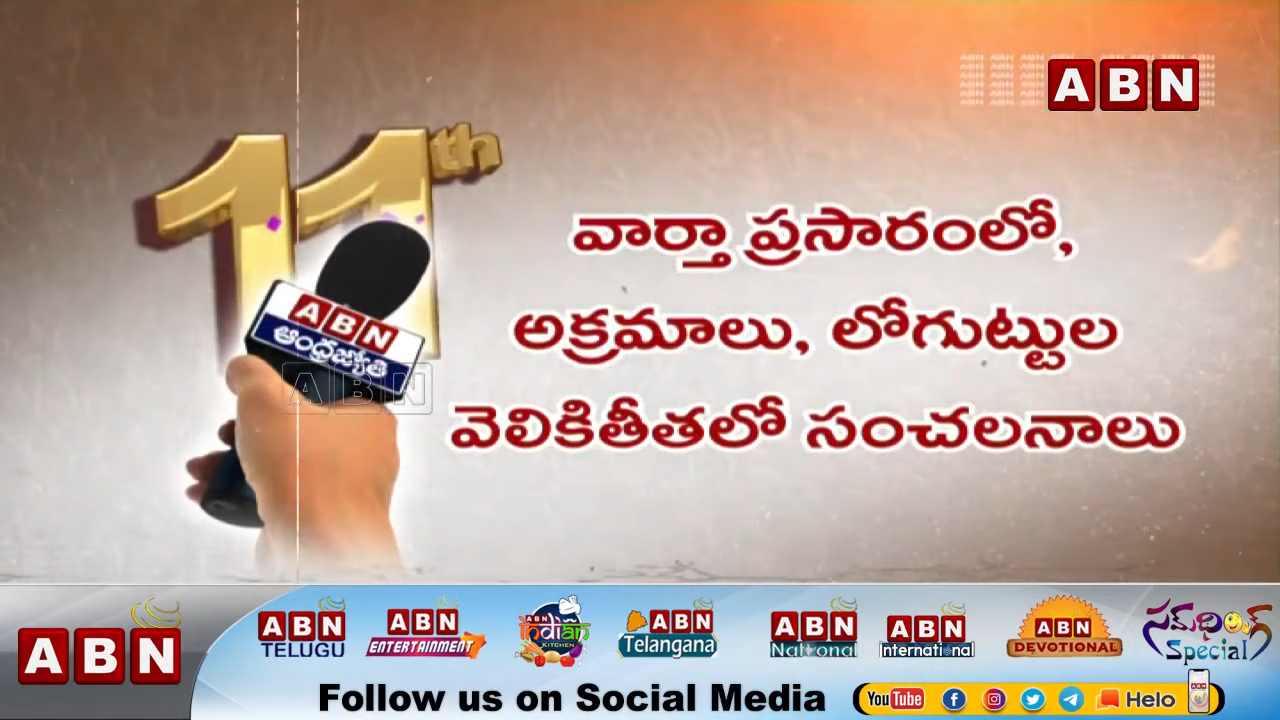 ABN
11th
వార్తా ప్రసారంలో,
అక్రమాలు, లోగుట్టుల
వెలికితీతలో సంచలనాలు
ABN
ఆంధ్రజ్యోతి
ABN
ABN
ABN TELUGU
ABN ENTERTAINMENT
ABN Indian KITCHEN
ABN Telangana
ABN National
ABN International
ABN DEVOTIONAL
సమ్‌థింగ్ Special
Follow us on Social Media
YouTube
Helo